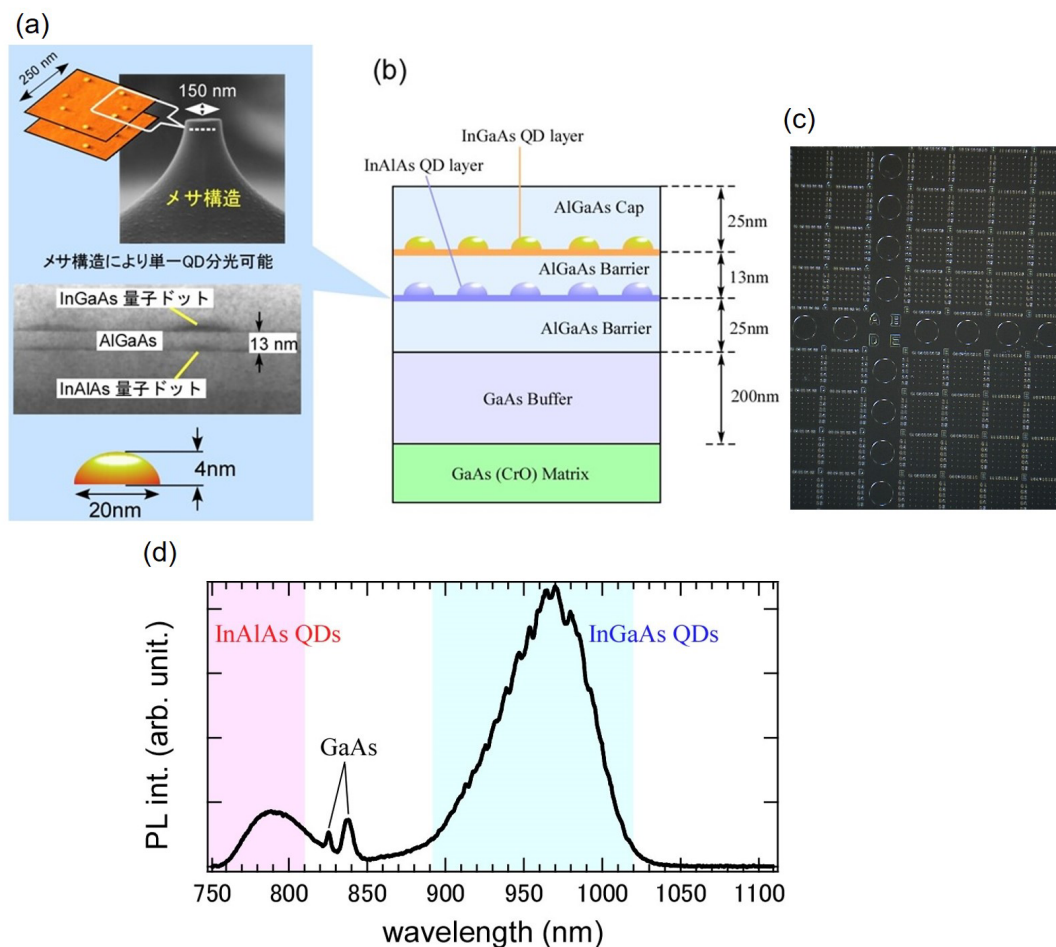 (a)
250 nm
150 nm
メサ構造
メサ構造により単一QD分光可能
InGaAs 量子ドット
AlGaAs
13 nm
InAlAs 量子ドット
4nm
20nm
(b)
InGaAs QD layer
InAlAs QD layer
AlGaAs Cap
25nm
AlGaAs Barrier
13nm
AlGaAs Barrier
25nm
GaAs Buffer
200nm
GaAs (CrO) Matrix
(c)
(d)
InAlAs QDs
InGaAs QDs
GaAs
PL int. (arb. unit.)
750 800 850 900 950 1000 1050 1100
wavelength (nm)